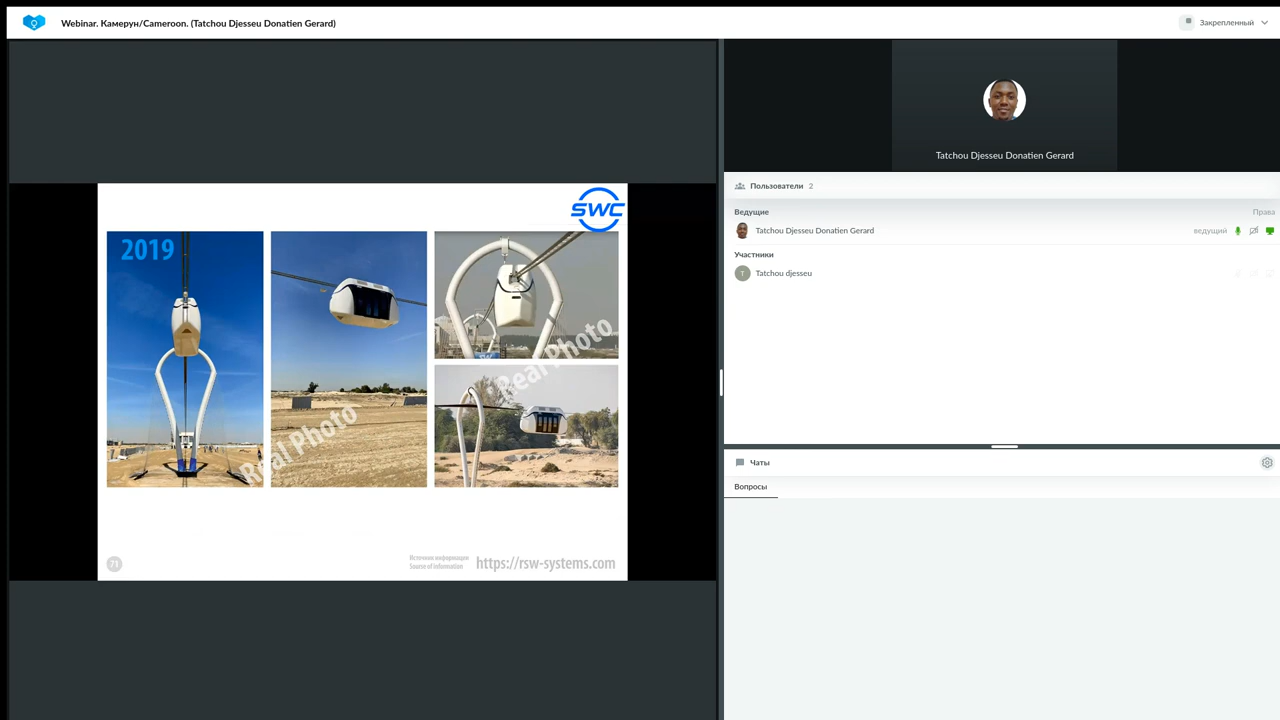 Webinar. Камерун/Cameroon. (Tatchou Djesseu Donatien Gerard)
Закрепленный
SWC
2019
Real Photo
Real Photo
71
Источник информации
Source of Information
https://rsw-systems.com
Tatchou Djesseu Donatien Gerard
Пользователи 2
Ведущие
Права
Tatchou Djesseu Donatien Gerard
ведущий
Участники
T
Tatchou djesseu
Чаты
Вопросы